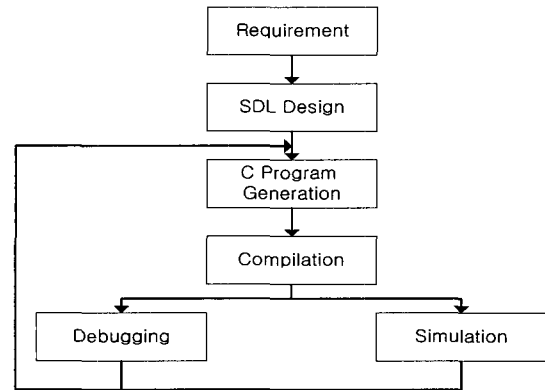 Requirement
SDL Design
C Program
Generation
Compilation
Debugging
Simulation